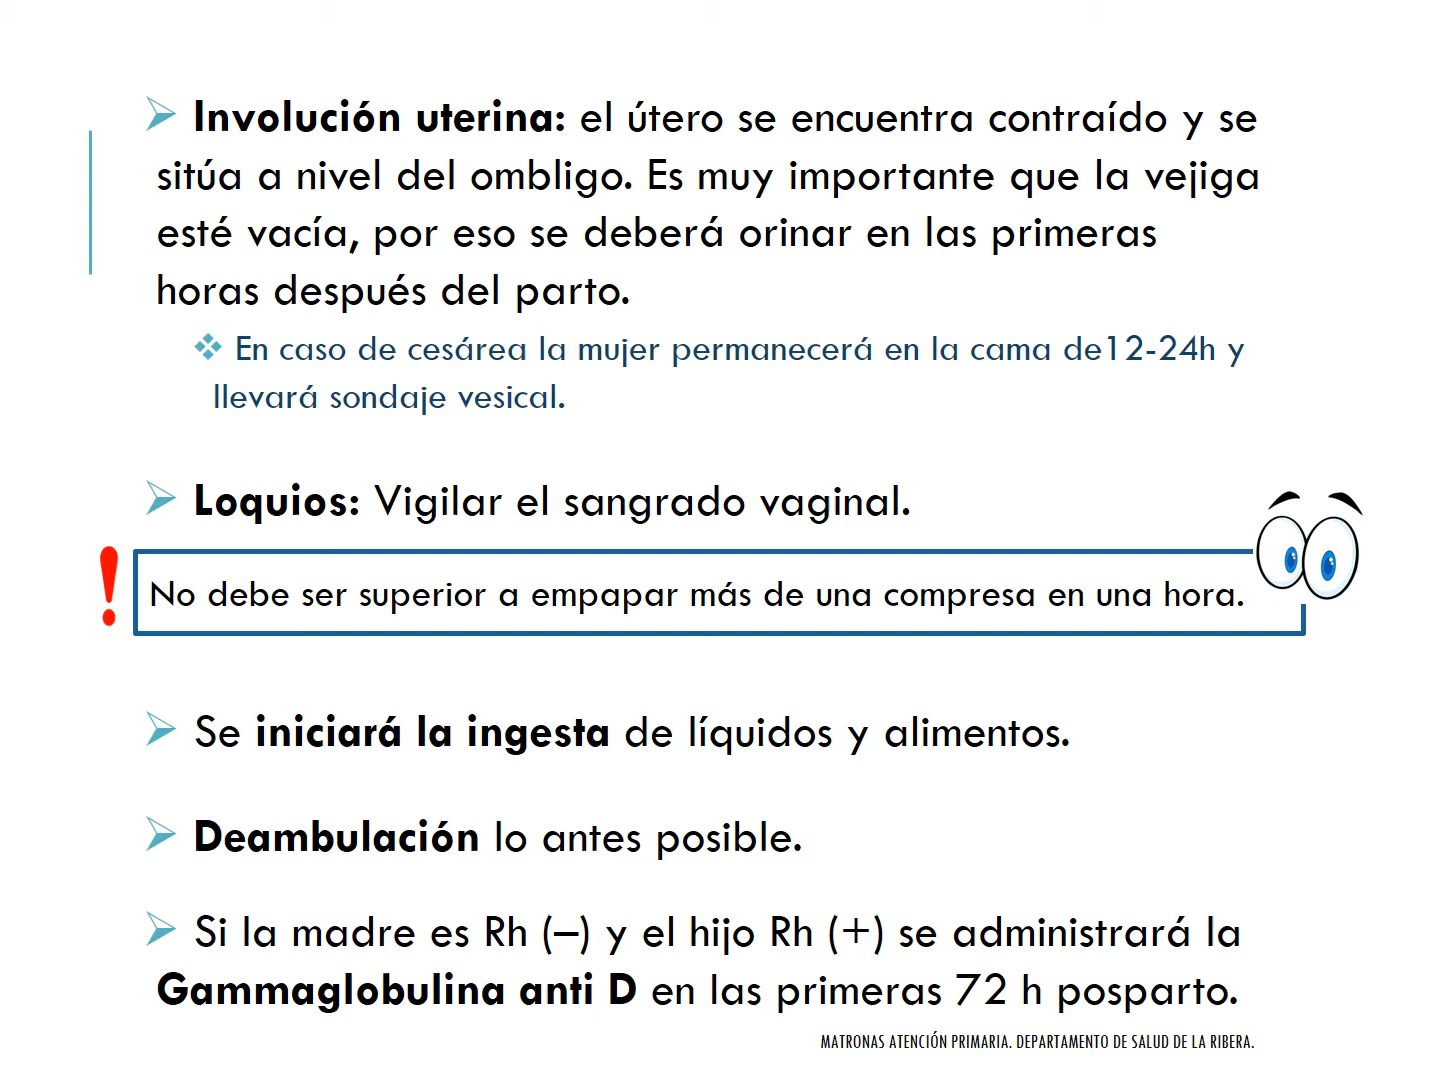 ➢ Involución uterina: el útero se encuentra contraído y se
sitúa a nivel del ombligo. Es muy importante que la vejiga
esté vacía, por eso se deberá orinar en las primeras
horas después del parto.
❖ En caso de cesárea la mujer permanecerá en la cama de12-24h y
llevará sondaje vesical.
➢ Loquios: Vigilar el sangrado vaginal.
! No debe ser superior a empapar más de una compresa en una hora.
➢ Se iniciará la ingesta de líquidos y alimentos.
➢ Deambulación lo antes posible.
➢ Si la madre es Rh (–) y el hijo Rh (+) se administrará la
Gammaglobulina anti D en las primeras 72 h posparto.
MATRONAS ATENCIÓN PRIMARIA. DEPARTAMENTO DE SALUD DE LA RIBERA.